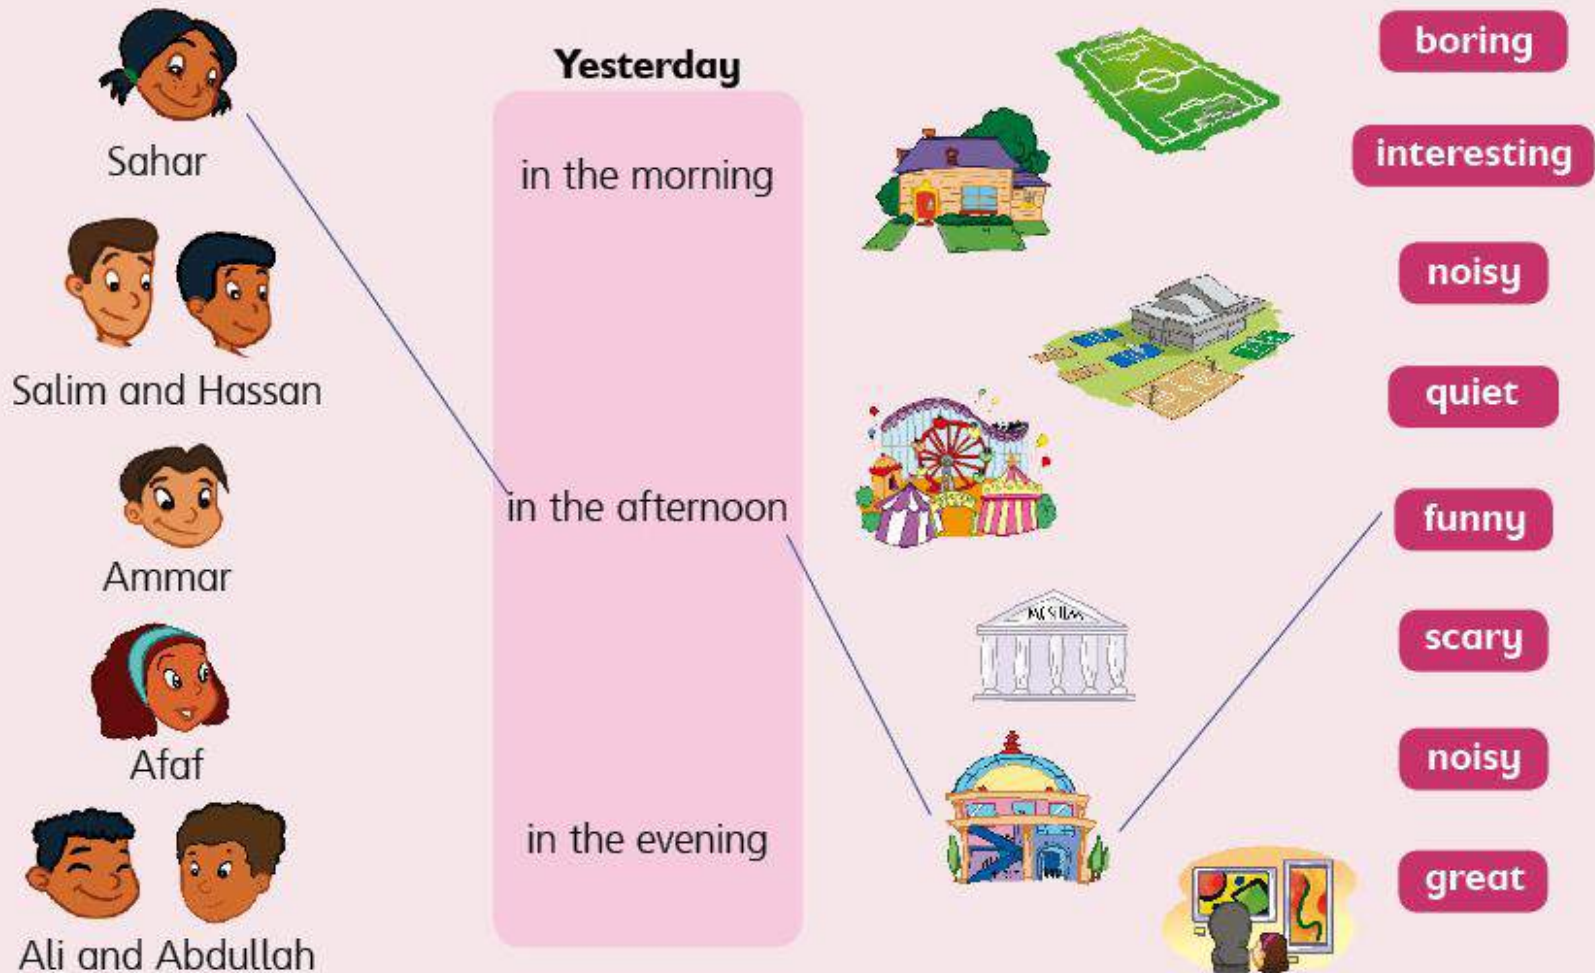 Sahar
Salim and Hassan
Ammar
Afaf
Ali and Abdullah
Yesterday
in the morning
in the afternoon
in the evening
boring
interesting
noisy
quiet
funny
scary
noisy
great